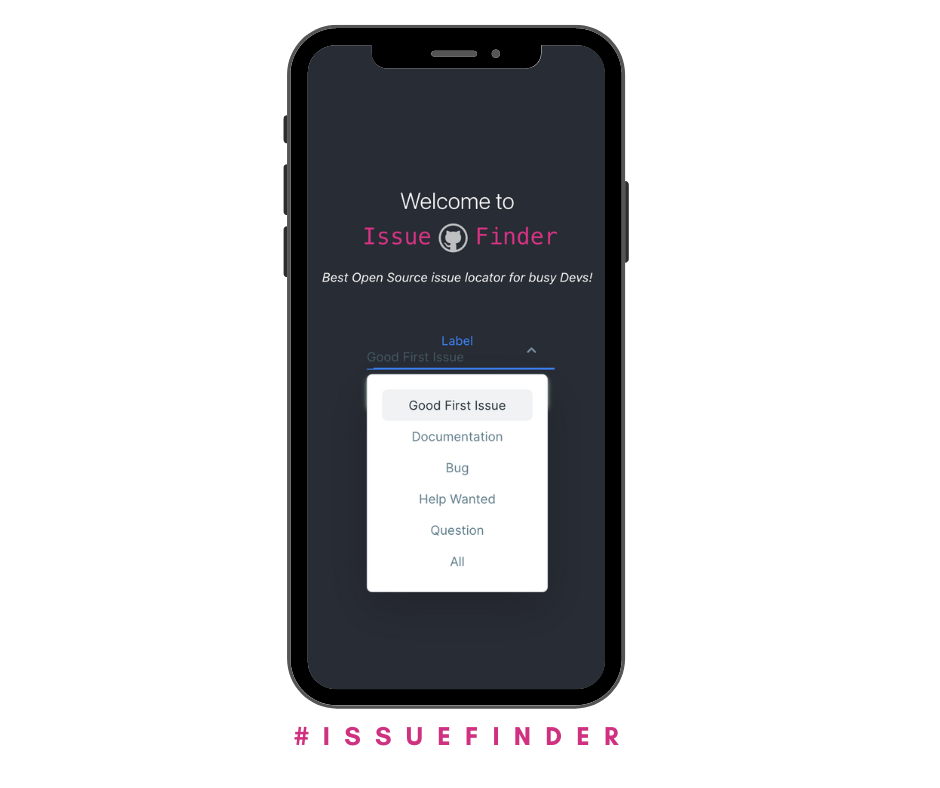 Welcome to
Issue Finder
Best Open Source issue locator for busy Devs!
Label
Good First Issue
Good First Issue
Documentation
Bug
Help Wanted
Question
All
#ISSUEFINDER